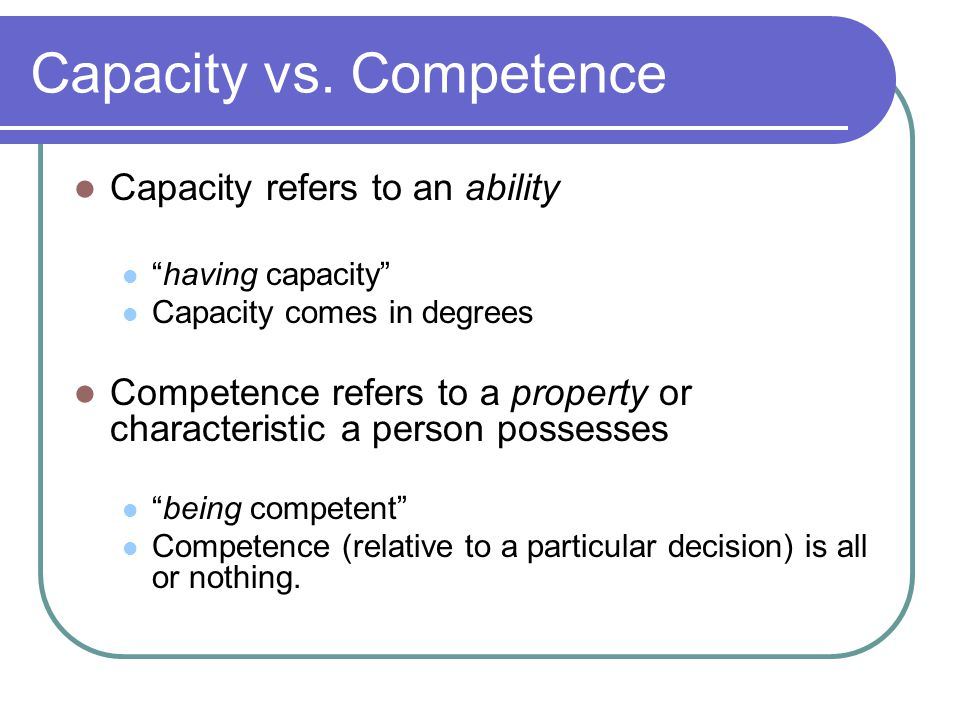 Capacity vs. Competence
Capacity refers to an ability
“having capacity”
Capacity comes in degrees
Competence refers to a property or
characteristic a person possesses
“being competent”
Competence (relative to a particular decision) is all
or nothing.